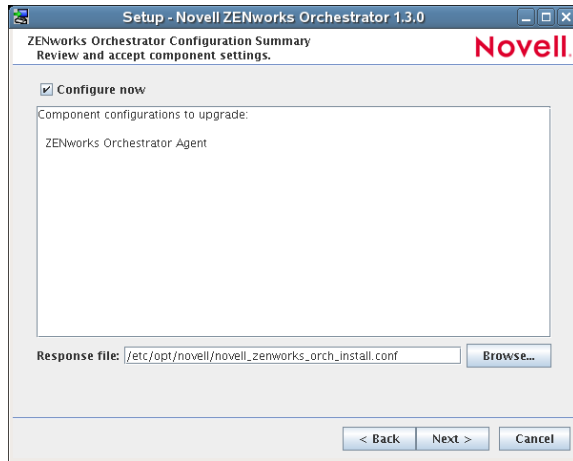 Setup - Novell ZENworks Orchestrator 1.3.0
ZENworks Orchestrator Configuration Summary
Review and accept component settings.
Novell.
Configure now
Component configurations to upgrade:
ZENworks Orchestrator Agent
Response file: /etc/opt/novell/novell_zenworks_orch_install.conf Browse...
< Back Next > Cancel